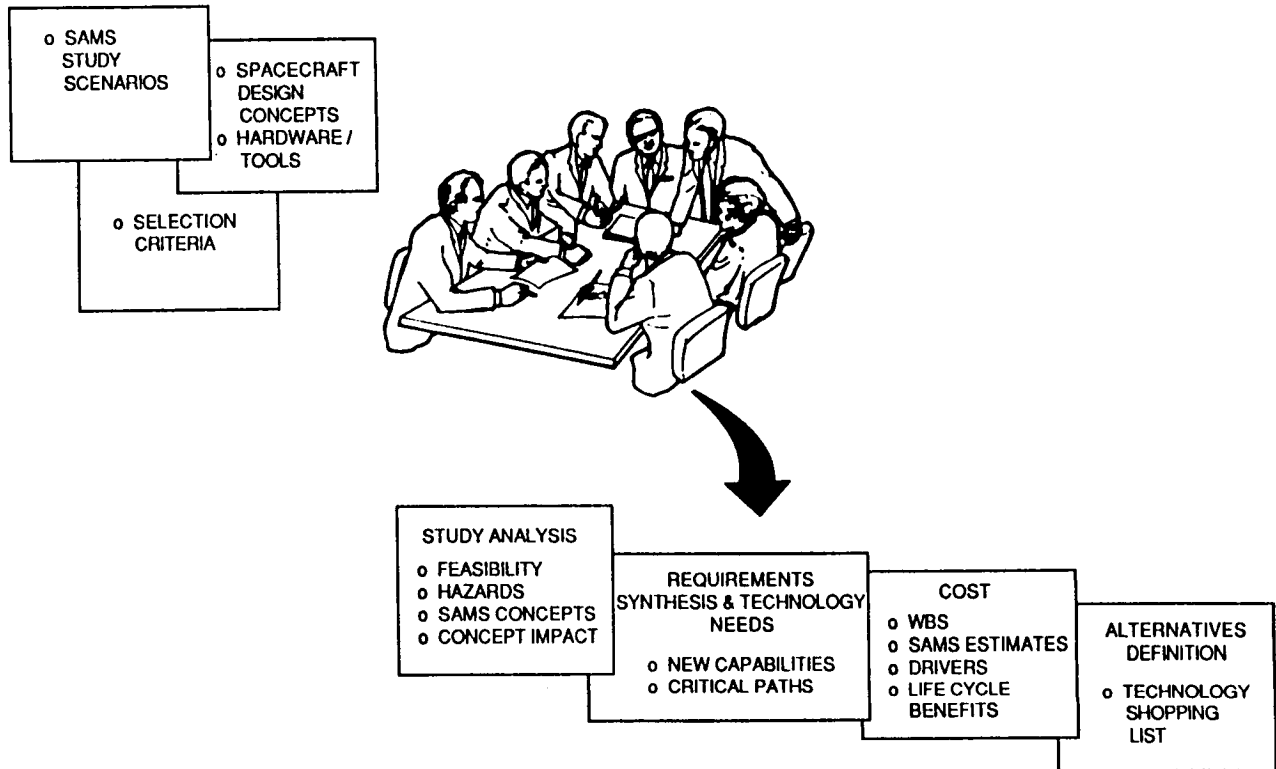 o SAMS
STUDY
SCENARIOS
o SPACECRAFT
DESIGN
CONCEPTS
o HARDWARE /
TOOLS
o SELECTION
CRITERIA
STUDY ANALYSIS
o FEASIBILITY
o HAZARDS
o SAMS CONCEPTS
o CONCEPT IMPACT
REQUIREMENTS
SYNTHESIS & TECHNOLOGY
NEEDS
o NEW CAPABILITIES
o CRITICAL PATHS
COST
o WBS
o SAMS ESTIMATES
o DRIVERS
o LIFE CYCLE
BENEFITS
ALTERNATIVES
DEFINITION
o TECHNOLOGY
SHOPPING
LIST